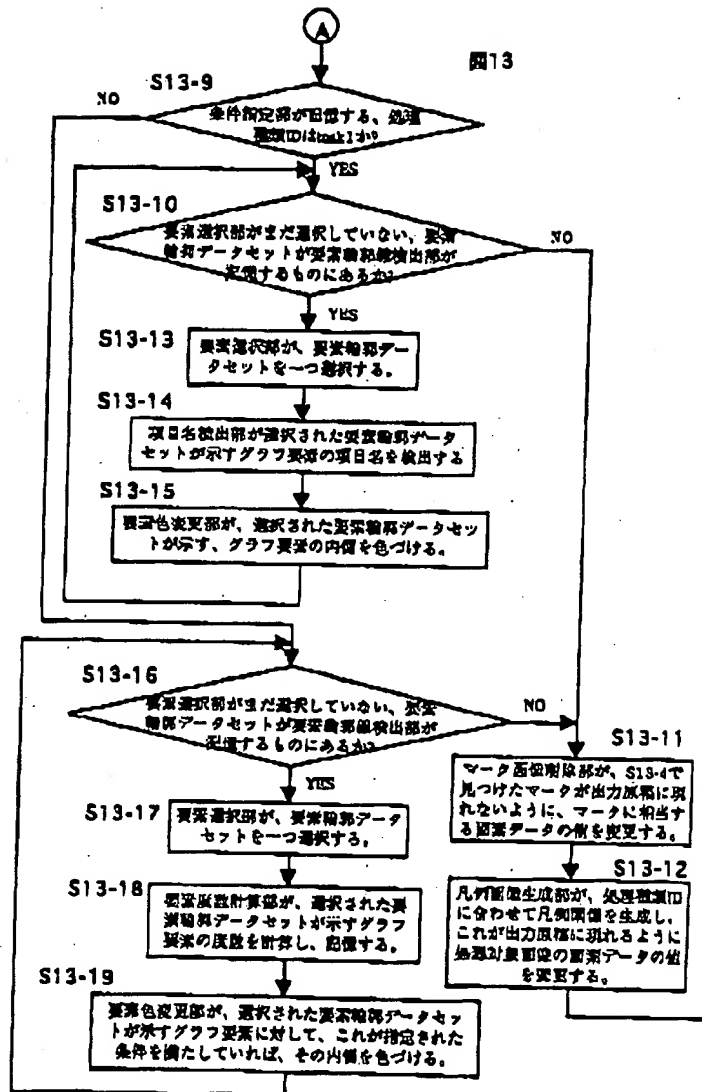 A
図13
S13-9
NO
条件指定部が記憶する、処理
種類IDはtask1か?
YES
S13-10
要素選択部がまだ選択していない、要素
輪郭データセットが要素輪郭線検出部が
記憶するものにあるか?
NO
YES
S13-13
要素選択部が、要素輪郭デー
タセットを一つ選択する。
S13-14
項目名検出部が選択された要素輪郭データ
セットが示すグラフ要素の項目名を検出する
S13-15
要素色変更部が、選択された要素輪郭データセッ
トが示す、グラフ要素の内側を色づける。
S13-16
要素選択部がまだ選択していない、要素
輪郭データセットが要素輪郭線検出部が
記憶するものにあるか?
NO
YES
S13-11
マータ画像削除部が、S13-4で
見つけたマータが出力原稿に現
れないように、マータに相当す
る画素データの値を変更する。
S13-17
要素選択部が、要素輪郭データ
セットを一つ選択する。
S13-12
凡例画像生成部が、処理種類ID
に合わせて凡例画像を生成し、
これが出力原稿に現れるように
処理対象画像の画素データの値
を変更する。
S13-18
要素度数計算部が、選択された要
素輪郭データセットが示すグラフ
要素の度数を計算し、記憶する。
S13-19
要素色変更部が、選択された要素輪郭データセッ
トが示すグラフ要素に対して、これが指定された
条件を満たしていれば、その内側を色づける。